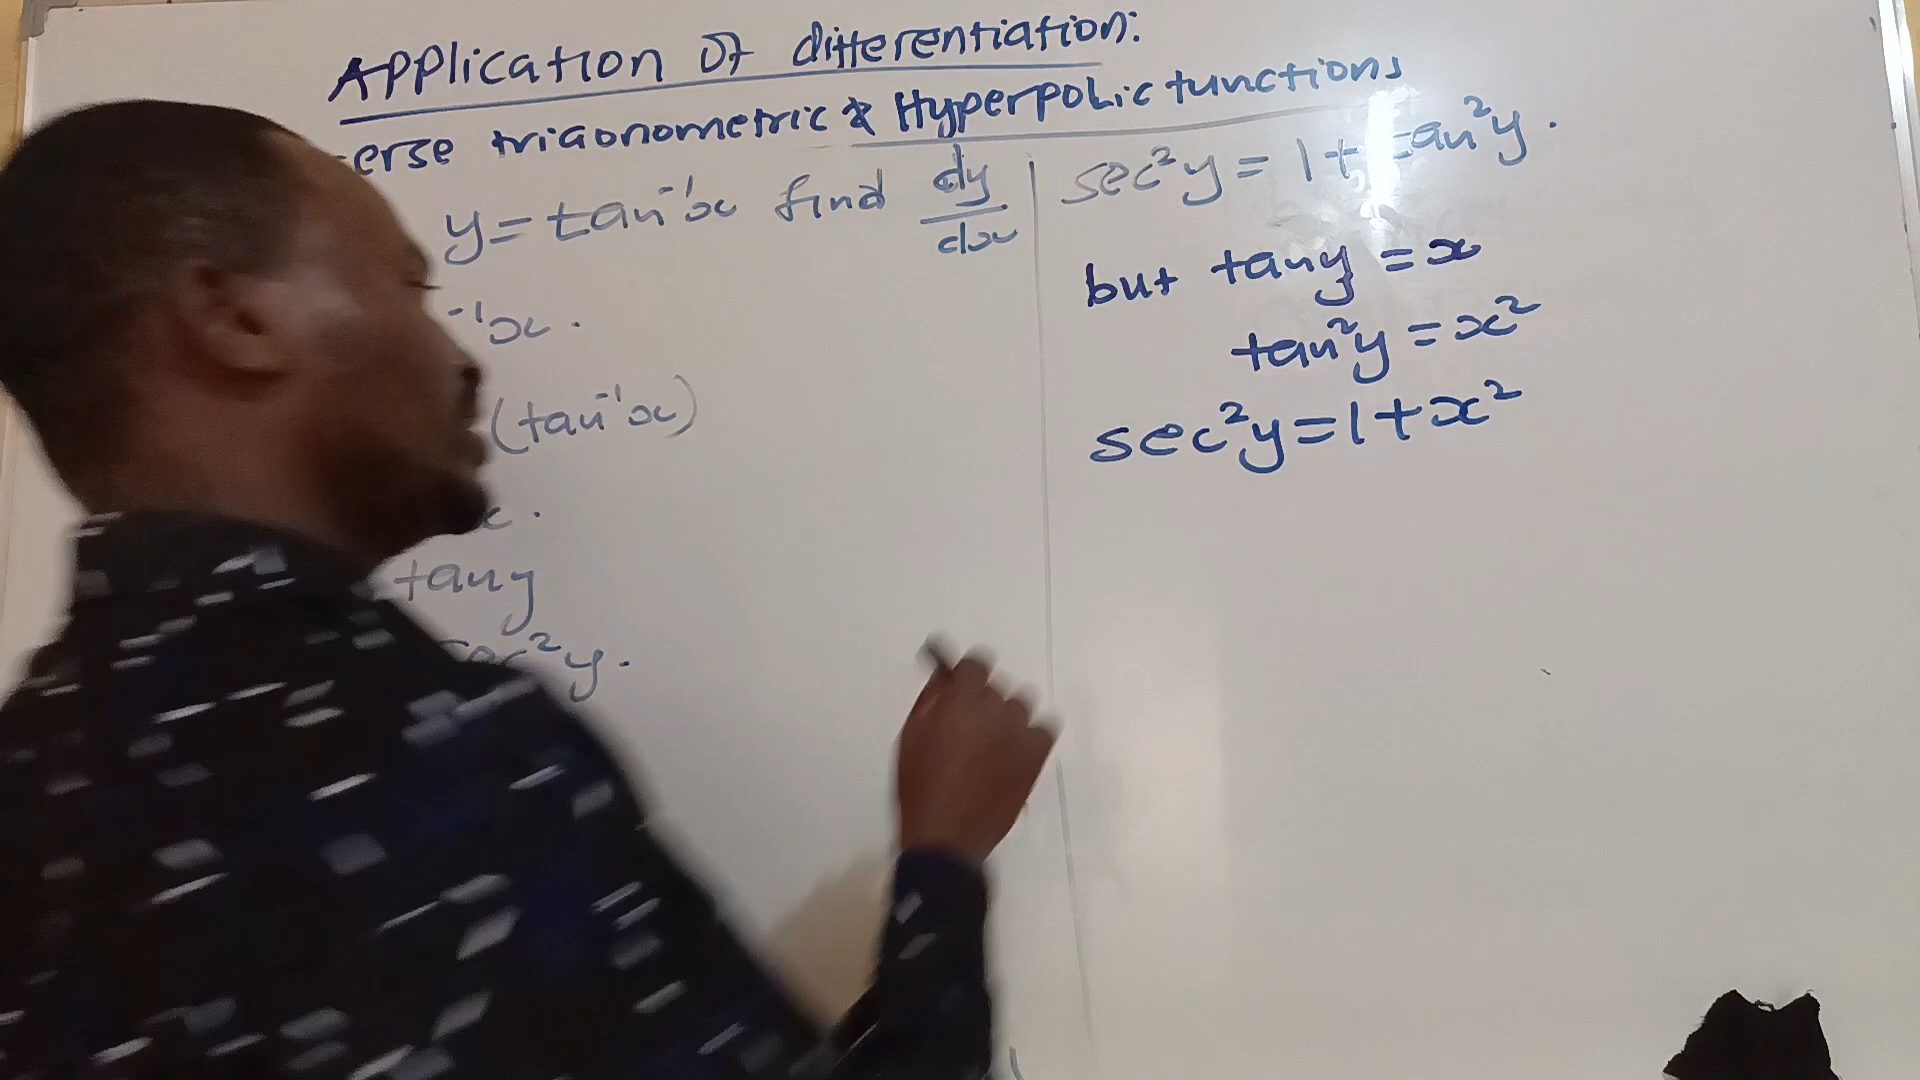 Application of differentiation:
erse trigonometric & Hyperbolic functions
y = tan⁻¹x find dy/dx
⁻¹x.
(tan⁻¹x)
x.
tany
sec²y.
sec²y = 1 + tan²y.
but tany = x
tan²y = x²
sec²y = 1 + x²